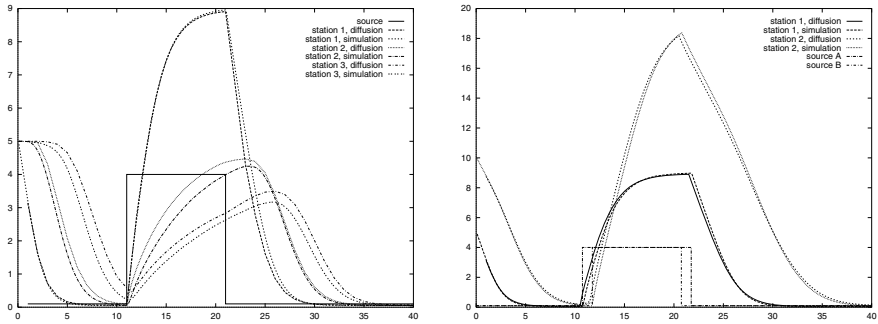 9
8
7
6
5
4
3
2
1
0
0 5 10 15 20 25 30 35 40
source
station 1, diffusion
station 1, simulation
station 2, diffusion
station 2, simulation
station 3, diffusion
station 3, simulation
20
18
16
14
12
10
8
6
4
2
0
0 5 10 15 20 25 30 35 40
station 1, diffusion
station 1, simulation
station 2, diffusion
station 2, simulation
source A
source B